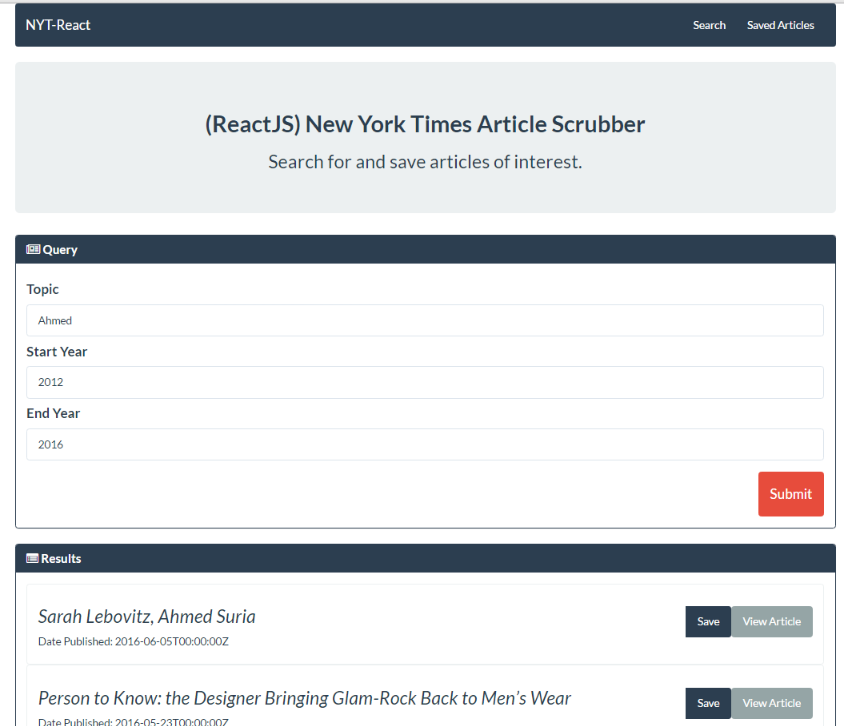 NYT-React
Search
Saved Articles
(ReactJS) New York Times Article Scrubber
Search for and save articles of interest.
Query
Topic
Ahmed
Start Year
2012
End Year
2016
Submit
Results
Sarah Lebovitz, Ahmed Suria
Date Published: 2016-06-05T00:00:00Z
Save
View Article
Person to Know: the Designer Bringing Glam-Rock Back to Men’s Wear
Date Published: 2016-05-23T00:00:00Z
Save
View Article